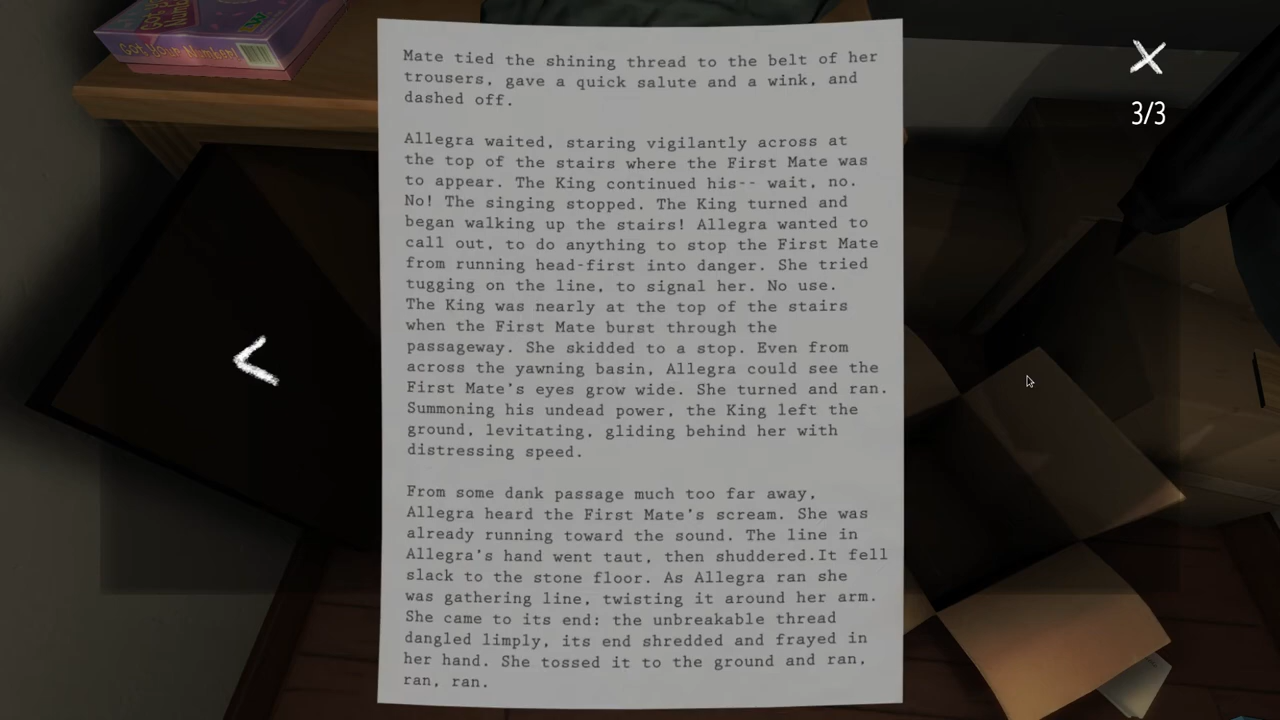 Got Your Number!
3/3
Mate tied the shining thread to the belt of her
trousers, gave a quick salute and a wink, and
dashed off.
Allegra waited, staring vigilantly across at
the top of the stairs where the First Mate was
to appear. The King continued his-- wait, no.
No! The singing stopped. The King turned and
began walking up the stairs! Allegra wanted to
call out, to do anything to stop the First Mate
from running head-first into danger. She tried
tugging on the line, to signal her. No use.
The King was nearly at the top of the stairs
when the First Mate burst through the
passageway. She skidded to a stop. Even from
across the yawning basin, Allegra could see the
First Mate's eyes grow wide. She turned and ran.
Summoning his undead power, the King left the
ground, levitating, gliding behind her with
distressing speed.
From some dank passage much too far away,
Allegra heard the First Mate's scream. She was
already running toward the sound. The line in
Allegra's hand went taut, then shuddered.It fell
slack to the stone floor. As Allegra ran she
was gathering line, twisting it around her arm.
She came to its end: the unbreakable thread
dangled limply, its end shredded and frayed in
her hand. She tossed it to the ground and ran,
ran, ran.